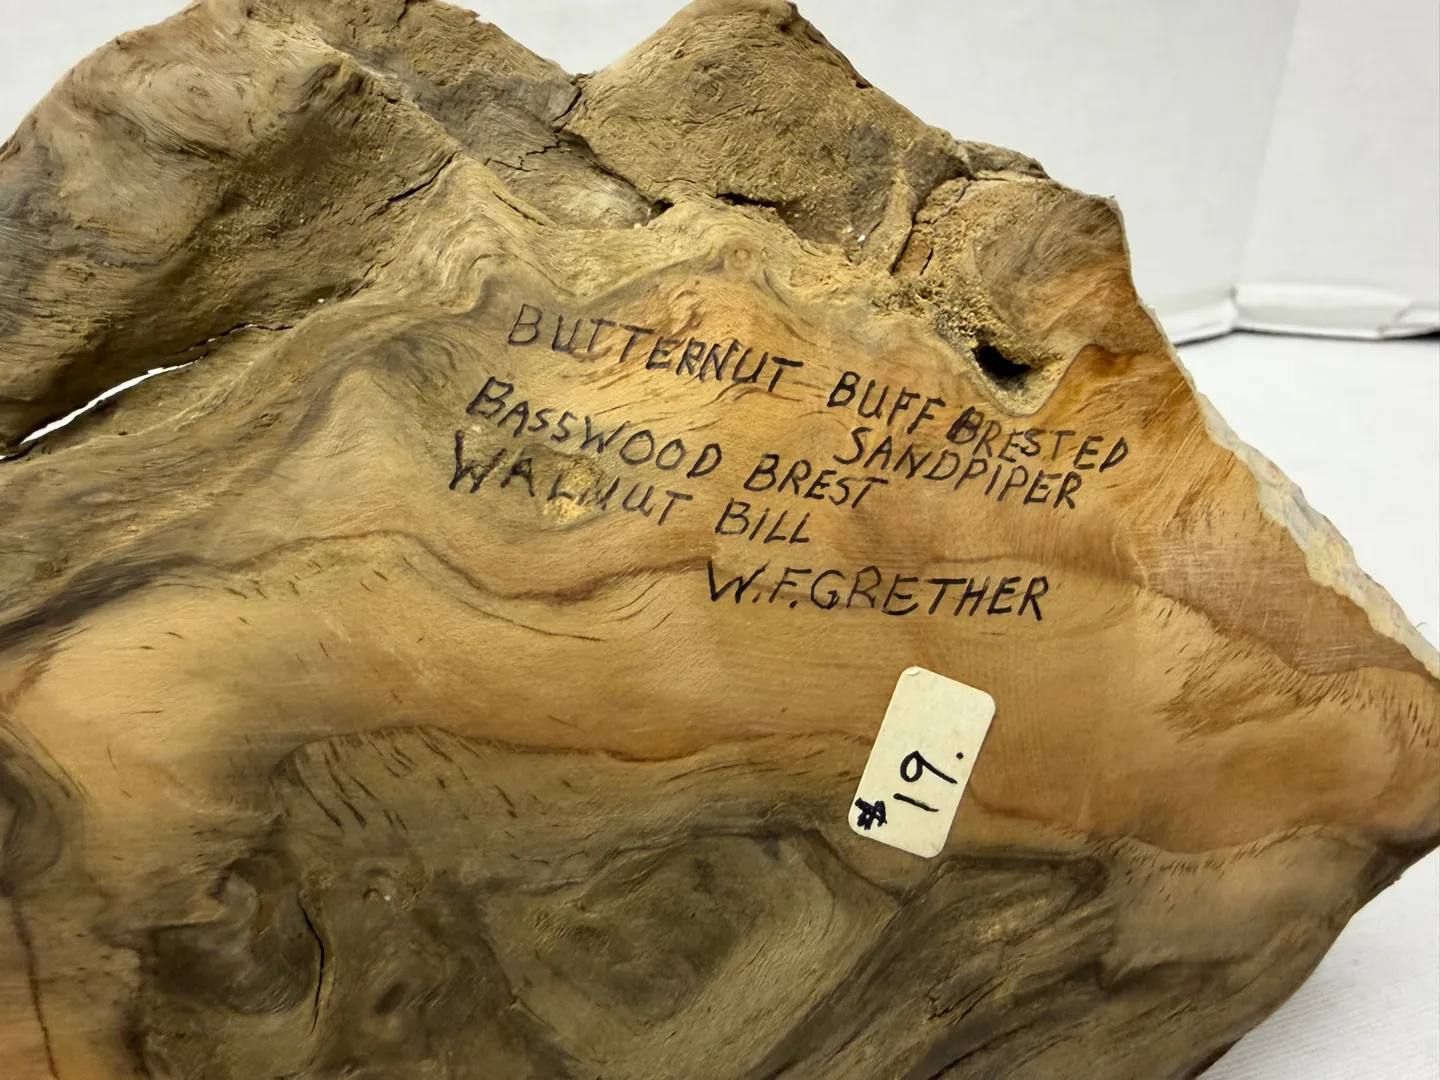 BUTTERNUT BUFF BRESTED
SANDPIPER
BASSWOOD BREST
WALNUT BILL
W.F.GRETHER
#19.